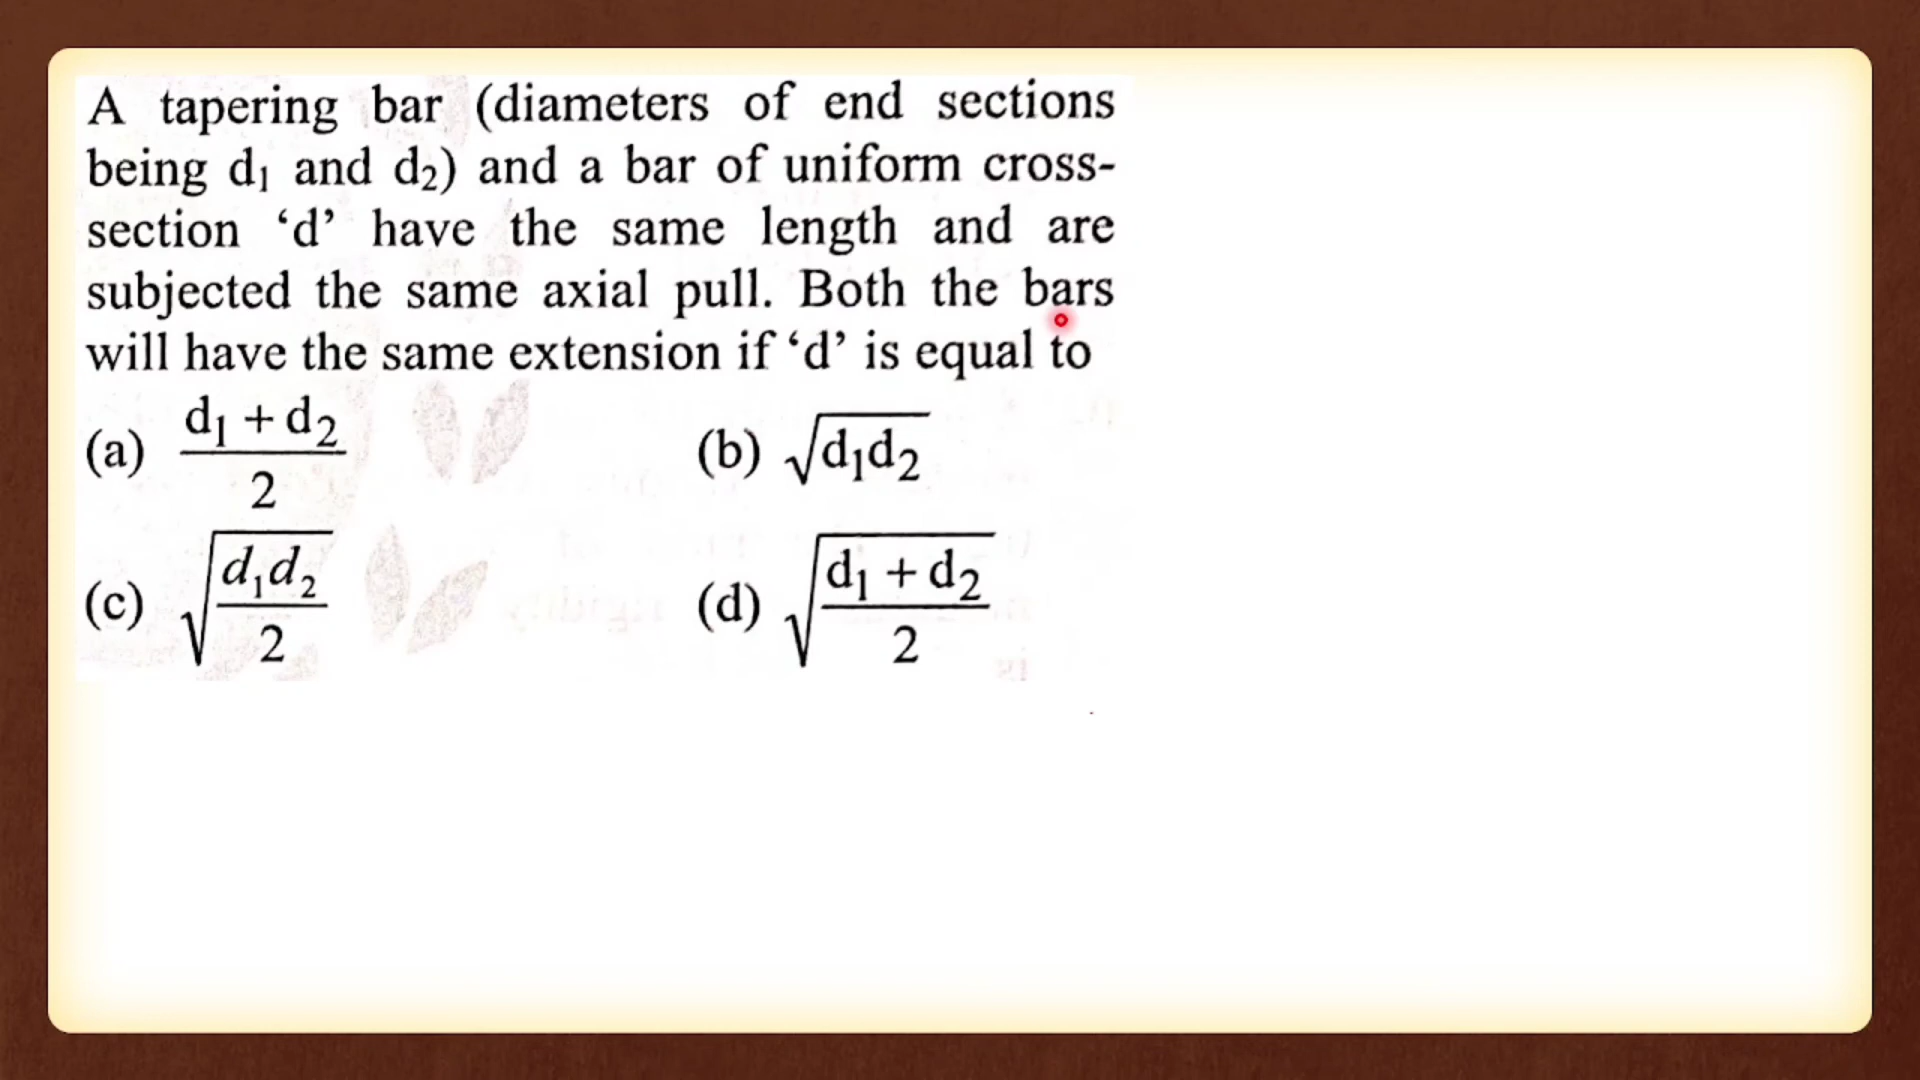 A tapering bar (diameters of end sections
being d₁ and d₂) and a bar of uniform cross-
section ‘d’ have the same length and are
subjected the same axial pull. Both the bars
will have the same extension if ‘d’ is equal to
(a) (d₁ + d₂)/2 (b) √(d₁d₂)
(c) √(d₁d₂/2) (d) √((d₁ + d₂)/2)